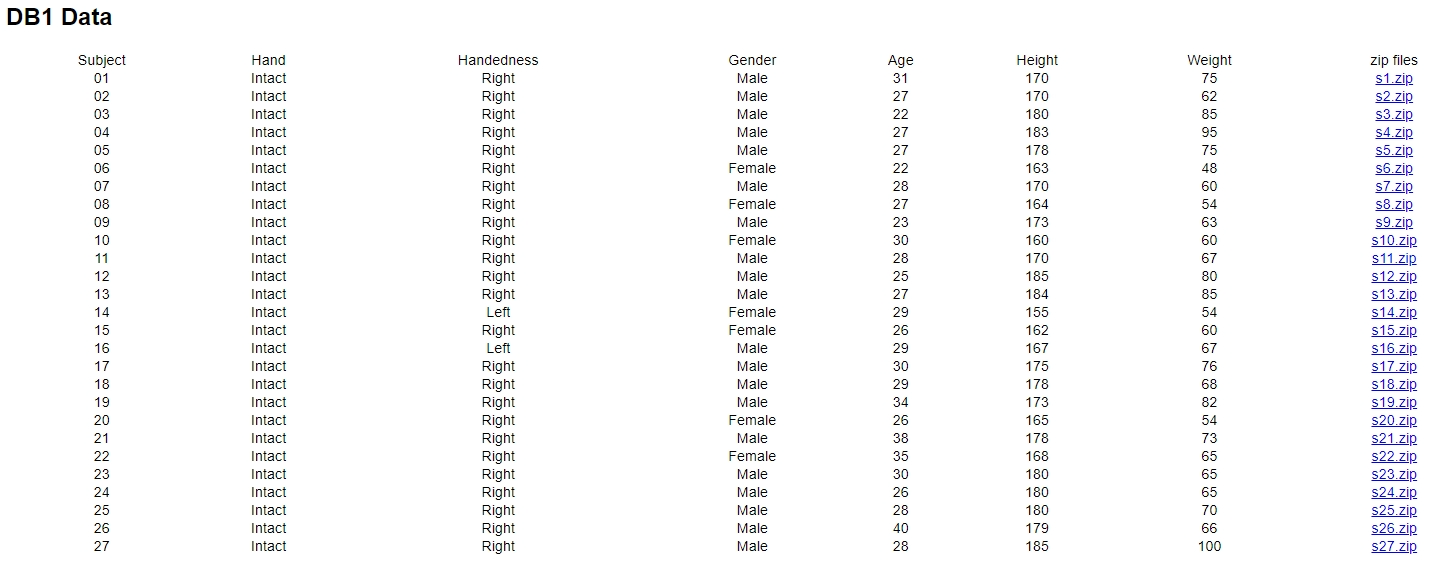 DB1 Data
Subject Hand Handedness Gender Age Height Weight zip files
01 Intact Right Male 31 170 75 s1.zip
02 Intact Right Male 27 170 62 s2.zip
03 Intact Right Male 22 180 85 s3.zip
04 Intact Right Male 27 183 95 s4.zip
05 Intact Right Male 27 178 75 s5.zip
06 Intact Right Female 22 163 48 s6.zip
07 Intact Right Male 28 170 60 s7.zip
08 Intact Right Female 27 164 54 s8.zip
09 Intact Right Male 23 173 63 s9.zip
10 Intact Right Female 30 160 60 s10.zip
11 Intact Right Male 28 170 67 s11.zip
12 Intact Right Male 25 185 80 s12.zip
13 Intact Right Male 27 184 85 s13.zip
14 Intact Left Female 29 155 54 s14.zip
15 Intact Right Female 26 162 60 s15.zip
16 Intact Left Male 29 167 67 s16.zip
17 Intact Right Male 30 175 76 s17.zip
18 Intact Right Male 29 178 68 s18.zip
19 Intact Right Male 34 173 82 s19.zip
20 Intact Right Female 26 165 54 s20.zip
21 Intact Right Male 38 178 73 s21.zip
22 Intact Right Female 35 168 65 s22.zip
23 Intact Right Male 30 180 65 s23.zip
24 Intact Right Male 26 180 65 s24.zip
25 Intact Right Male 28 180 70 s25.zip
26 Intact Right Male 40 179 66 s26.zip
27 Intact Right Male 28 185 100 s27.zip